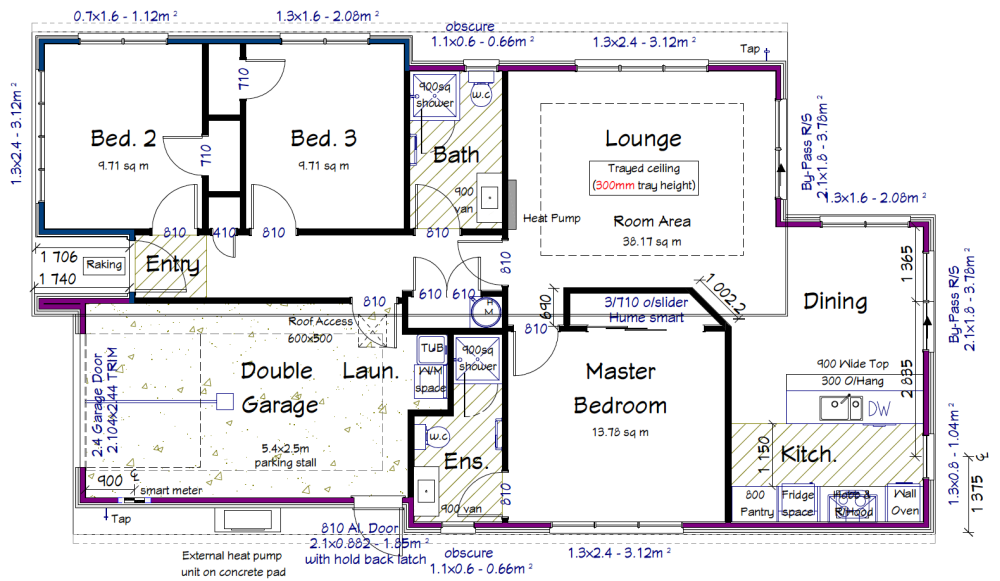 0.7x1.6 - 1.12m²
1.3x1.6 - 2.08m²
obscure
1.1x0.6 - 0.66m²
1.3x2.4 - 3.12m²
Tap
1.3x2.4 - 3.12m²
Bed. 2
9.71 sq m
710
710
Bed. 3
9.71 sq m
900sq
shower
w.c
Bath
900
van
Heat Pump
Lounge
Trayed ceiling
(300mm tray height)
Room Area
38.17 sq m
By-Pass R/S
2.1x1.8 - 3.78m²
1.3x1.6 - 2.08m²
810
410
810
810
810
1 706
1 740
Raking
Entry
610
610
H
M
810
690
810
3/710 o/slider
Hume smart
1 002.2
Dining
1365
By-Pass R/S
2.1x1.8 - 3.78m²
2 835
Roof Access
600x500
Double
Garage
Laun.
TUB
W/M
space
900sq
shower
Master
Bedroom
13.78 sq m
900 Wide Top
300 O/Hang
DW
2.4 Garage Door
2.104x2.44 TRIM
5.4x2.5m
parking stall
w.c
Ens.
900 van
810
1 150
Kitch.
800
Pantry
Fridge
space
R/Hood
Wall
Oven
1.3x0.8 - 1.04m²
1 375
900
smart meter
Tap
810 Al. Door
2.1x0.882 - 1.85m²
with hold back latch
External heat pump
unit on concrete pad
obscure
1.1x0.6 - 0.66m²
1.3x2.4 - 3.12m²